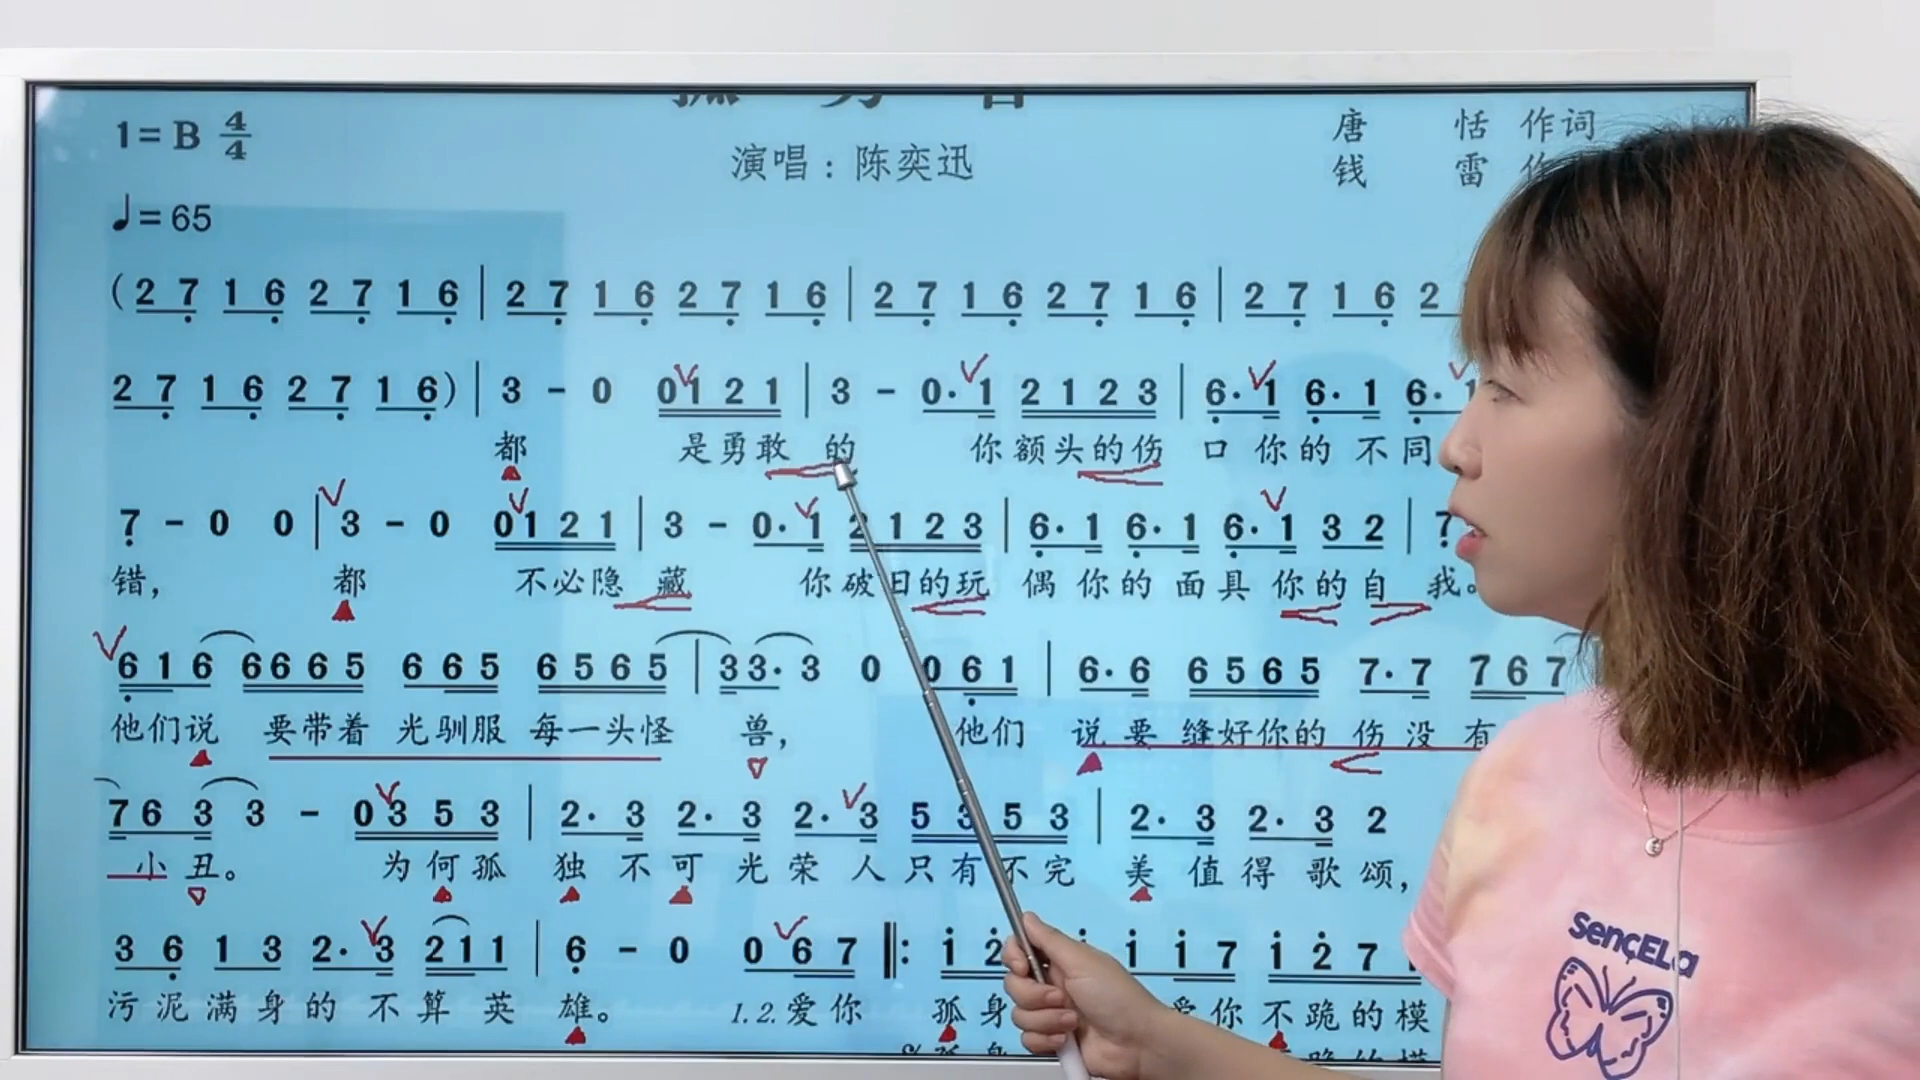 1= B 4/4
演唱：陈奕迅
唐 恬 作词
钱 雷 作
♩= 65
( 2 7 1 6 2 7 1 6 | 2 7 1 6 2 7 1 6 | 2 7 1 6 2 7 1 6 | 2 7 1 6 2
2 7 1 6 2 7 1 6 ) | 3 - 0 0 1 2 1 | 3 - 0· 1 2 1 2 3 | 6· 1 6· 1 6· 1
都 是勇敢 的 你额头的伤 口 你的 不同
7 - 0 0 | 3 - 0 0 1 2 1 | 3 - 0· 1 2 1 2 3 | 6· 1 6· 1 6· 1 3 2 | 7
错， 都 不必隐 藏 你破旧的玩 偶 你的 面具 你的自 我。
6 1 6 6 6 6 5 6 6 5 6 5 6 5 | 3 3· 3 0 0 6 1 | 6· 6 6 5 6 5 7· 7 7 6 7
他们说 要带着 光驯服 每一头怪 兽， 他们 说要 缝好你的 伤没 有
7 6 3 3 - 0 3 5 3 | 2· 3 2· 3 2· 3 5 3 5 3 | 2· 3 2· 3 2
小丑。 为何孤 独 不可 光荣 人只有不完 美 值得 歌颂，
3 6 1 3 2· 3 2 1 1 | 6 - 0 0 6 7 ‖: i 2 i i 7 i 2 7
污泥满身的 不算 英 雄。 1.2.爱你 孤身 爱你 不跪的模
sençELa